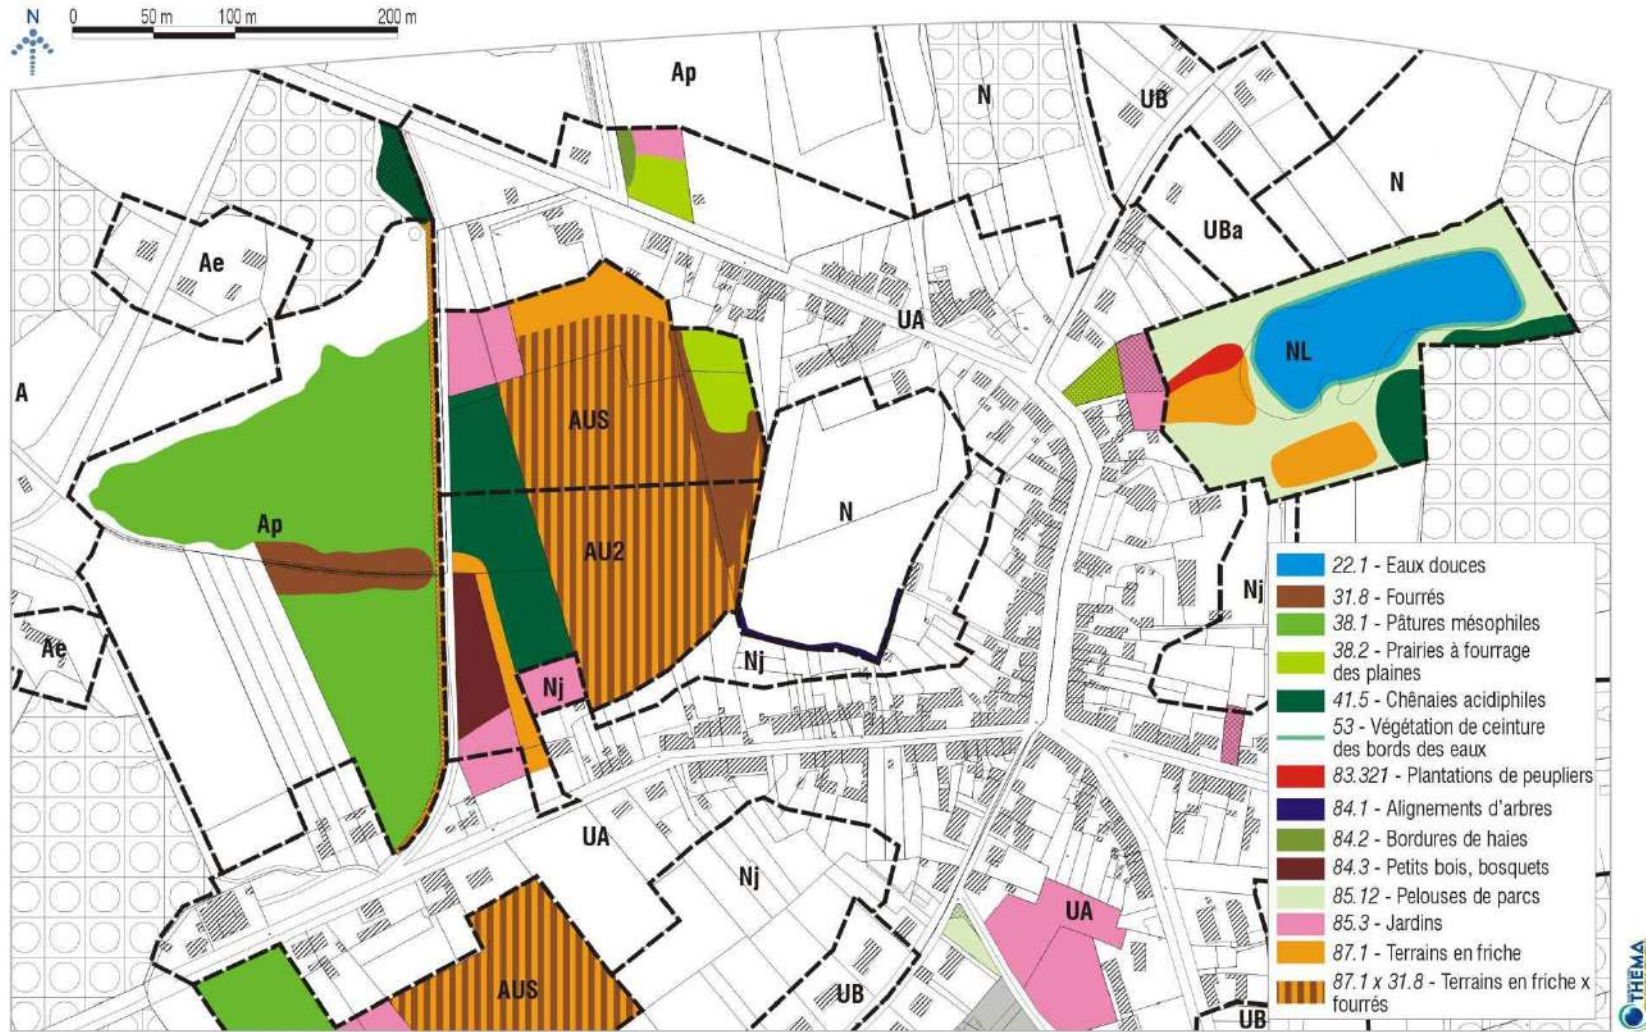 N
0 50 m 100 m 200 m
Ap
N
UB
N
UBa
Ae
UA
NL
A
AUS
N
Ap
AU2
Nj
Ae
Nj
Nj
UA
Nj
UA
AUS
UB
UB
22.1 - Eaux douces
31.8 - Fourrés
38.1 - Pâtures mésophiles
38.2 - Prairies à fourrage
des plaines
41.5 - Chênaies acidiphiles
53 - Végétation de ceinture
des bords des eaux
83.321 - Plantations de peupliers
84.1 - Alignements d'arbres
84.2 - Bordures de haies
84.3 - Petits bois, bosquets
85.12 - Pelouses de parcs
85.3 - Jardins
87.1 - Terrains en friche
87.1 x 31.8 - Terrains en friche x
fourrés
THEMA